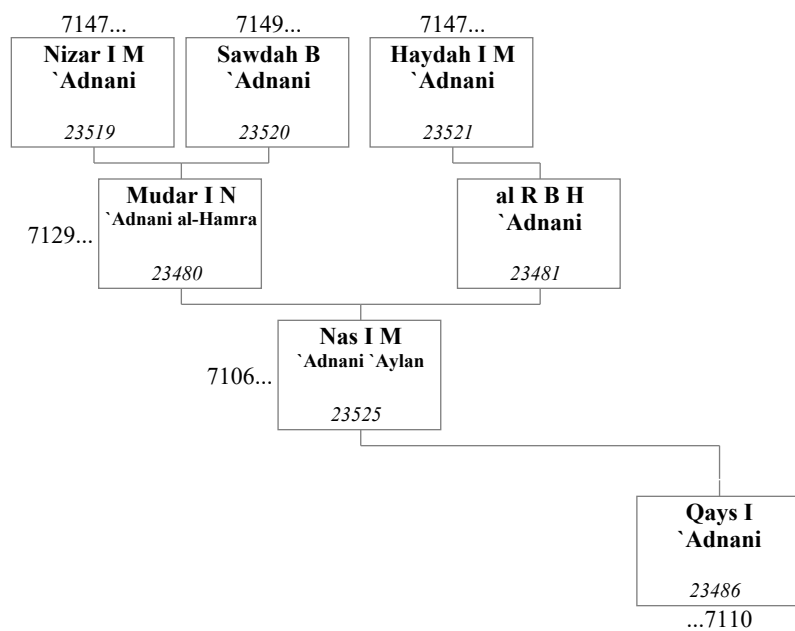 7147...
7149...
7147...
Nizar I M
`Adnani
23519
Sawdah B
`Adnani
23520
Haydah I M
`Adnani
23521
7129...
Mudar I N
`Adnani al-Hamra
23480
al R B H
`Adnani
23481
7106...
Nas I M
`Adnani `Aylan
23525
Qays I
`Adnani
23486
...7110